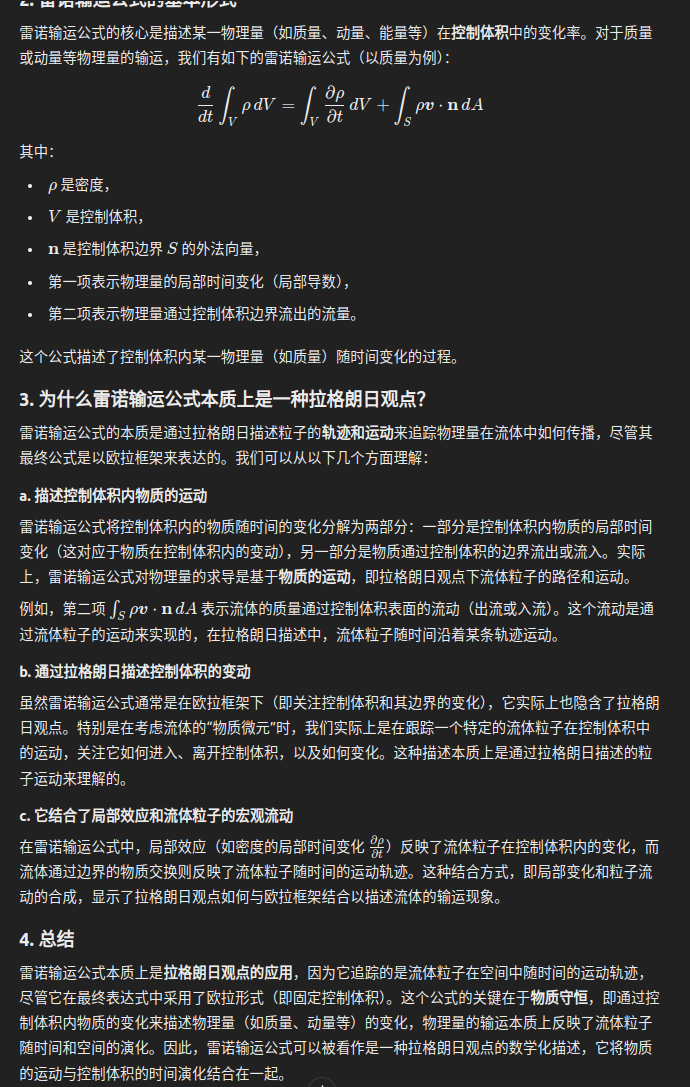 2. 雷诺输运公式的基本形式
雷诺输运公式的核心是描述某一物理量（如质量、动量、能量等）在控制体积中的变化率。对于质量
或动量等物理量的输运，我们有如下的雷诺输运公式（以质量为例）：
d/dt ∫_V ρ dV = ∫_V ∂ρ/∂t dV + ∫_S ρv · n dA
其中：
• ρ 是密度，
• V 是控制体积，
• n 是控制体积边界 S 的外法向量，
• 第一项表示物理量的局部时间变化（局部导数），
• 第二项表示物理量通过控制体积边界流出的流量。
这个公式描述了控制体积内某一物理量（如质量）随时间变化的过程。
3. 为什么雷诺输运公式本质上是一种拉格朗日观点？
雷诺输运公式的本质是通过拉格朗日描述粒子的轨迹和运动来追踪物理量在流体中如何传播，尽管其
最终公式是以欧拉框架来表达的。我们可以从以下几个方面理解：
a. 描述控制体积内物质的运动
雷诺输运公式将控制体积内的物质随时间的变化分解为两部分：一部分是控制体积内物质的局部时间
变化（这对应于物质在控制体积内的变动），另一部分是物质通过控制体积的边界流出或流入。实际
上，雷诺输运公式对物理量的求导是基于物质的运动，即拉格朗日观点下流体粒子的路径和运动。
例如，第二项 ∫_S ρv · n dA 表示流体的质量通过控制体积表面的流动（出流或入流）。这个流动是通
过流体粒子的运动来实现的，在拉格朗日描述中，流体粒子随时间沿着某条轨迹运动。
b. 通过拉格朗日描述控制体积的变动
虽然雷诺输运公式通常是在欧拉框架下（即关注控制体积和其边界的变化），它实际上也隐含了拉格朗
日观点。特别是在考虑流体的“物质微元”时，我们实际上是在跟踪一个特定的流体粒子在控制体积中
的运动，关注它如何进入、离开控制体积，以及如何变化。这种描述本质上是通过拉格朗日描述的粒
子运动来理解的。
c. 它结合了局部效应和流体粒子的宏观流动
在雷诺输运公式中，局部效应（如密度的局部时间变化 ∂ρ/∂t）反映了流体粒子在控制体积内的变化，而
流体通过边界的物质交换则反映了流体粒子随时间的运动轨迹。这种结合方式，即局部变化和粒子流
动的合成，显示了拉格朗日观点如何与欧拉框架结合以描述流体的输运现象。
4. 总结
雷诺输运公式本质上是拉格朗日观点的应用，因为它追踪的是流体粒子在空间中随时间的运动轨迹，
尽管它在最终表达式中采用了欧拉形式（即固定控制体积）。这个公式的关键在于物质守恒，即通过控
制体积内物质的变化来描述物理量（如质量、动量等）的变化，物理量的输运本质上反映了流体粒子
随时间和空间的演化。因此，雷诺输运公式可以被看作是一种拉格朗日观点的数学化描述，它将物质
的运动与控制体积的时间演化结合在一起。